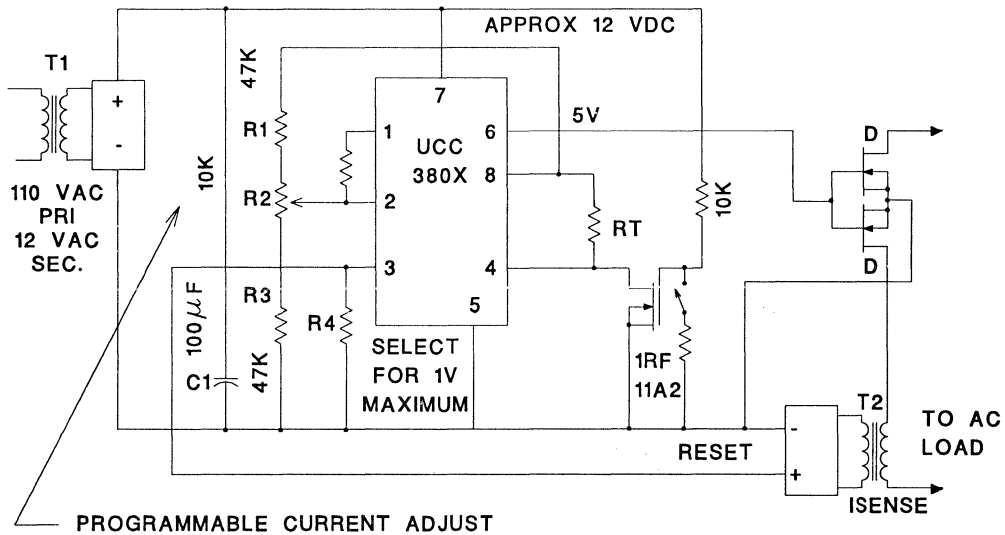 APPROX 12 VDC
T1
47K
7
5V
+
-
R1
1
UCC
380X
6
D
8
10K
R2
2
RT
10K
110 VAC
PRI
12 VAC
SEC.
3
4
D
R3
100μF
R4
5
C1
47K
SELECT
FOR 1V
MAXIMUM
1RF
11A2
T2
-
+
TO AC
LOAD
RESET
ISENSE
PROGRAMMABLE CURRENT ADJUST